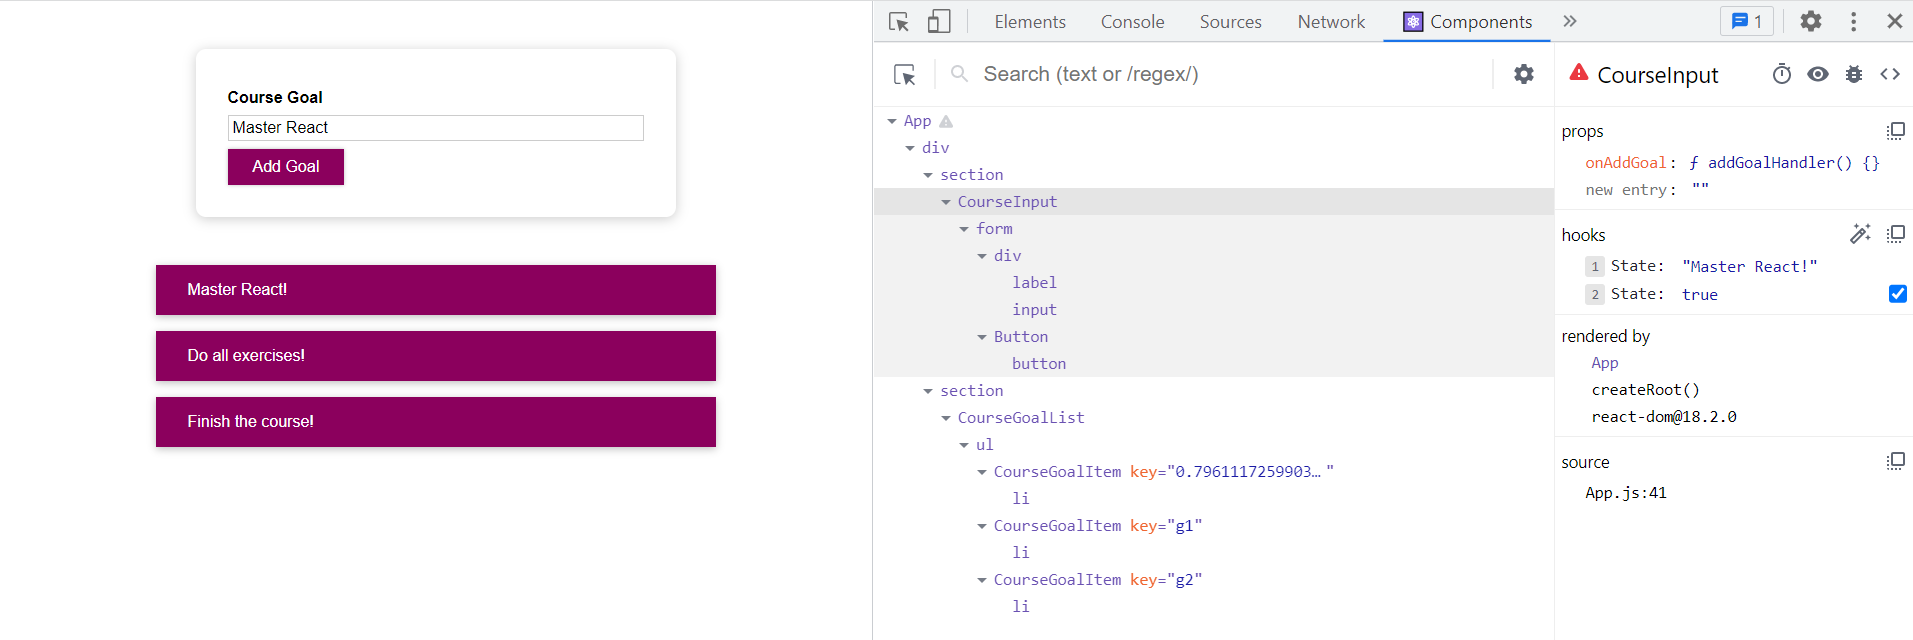 Course Goal
Master React
Add Goal
Master React!
Do all exercises!
Finish the course!
Elements Console Sources Network Components 1
Search (text or /regex/)
App
div
section
CourseInput
form
div
label
input
Button
button
section
CourseGoalList
ul
CourseGoalItem key="0.7961117259903… "
li
CourseGoalItem key="g1"
li
CourseGoalItem key="g2"
li
CourseInput
props
onAddGoal: ƒ addGoalHandler() {}
new entry: ""
hooks
1 State: "Master React!"
2 State: true
rendered by
App
createRoot()
react-dom@18.2.0
source
App.js:41